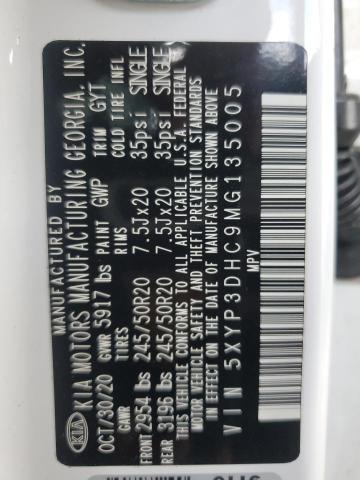 MANUFACTURED BY
KIA KIA MOTORS MANUFACTURING GEORGIA, INC.
OCT/30/20 GVWR 5917 lbs PAINT GWP TRIM GYT
GAWR RIMS COLD TIRE INFL
FRONT 2954 lbs 245/50R20 7.5Jx20 35psi SINGLE
REAR 3196 lbs 245/50R20 7.5Jx20 35psi SINGLE
THIS VEHICLE CONFORMS TO ALL APPLICABLE U.S.A. FEDERAL
MOTOR VEHICLE SAFETY AND THEFT PREVENTION STANDARDS
IN EFFECT ON THE DATE OF MANUFACTURE SHOWN ABOVE
VIN 5XYP3DHC9MG135005
MPV